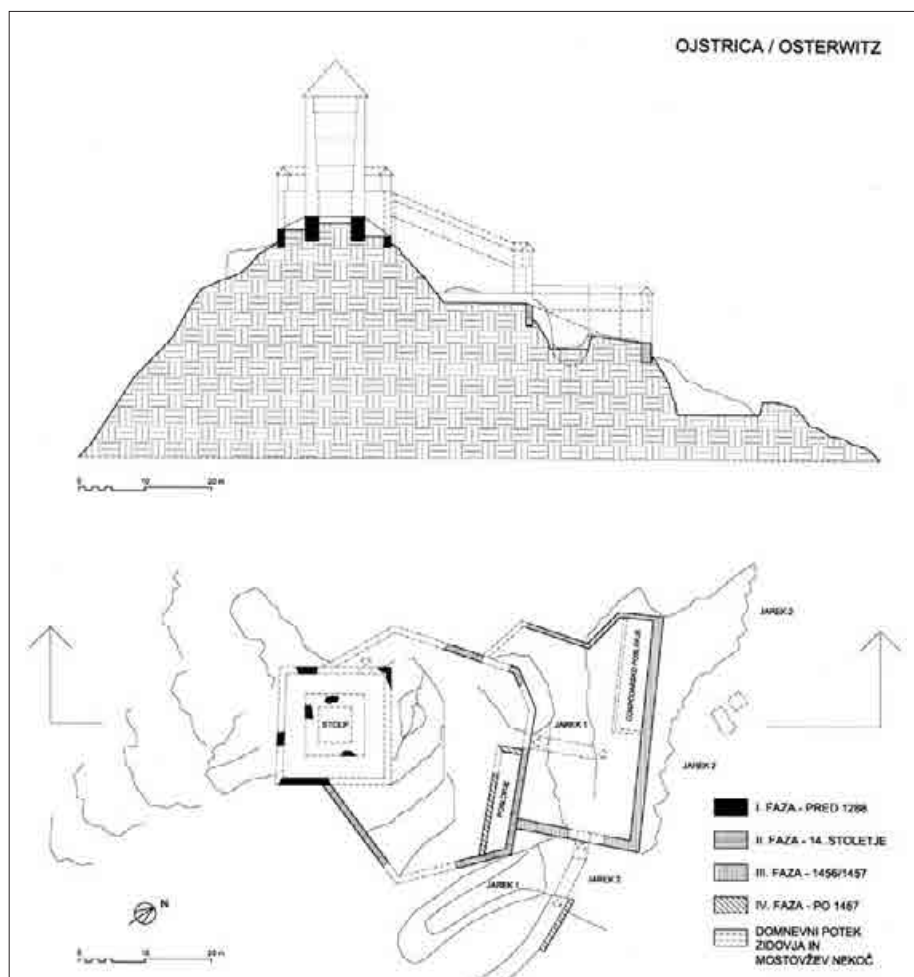 OJSTRICA / OSTERWITZ
0 10 20 m
JAREK 3
GOSPODARSKO POSLOPJE
STOLP
JAREK 1
POSLOPJE
JAREK 2
I. FAZA - PRED 1288
II. FAZA - 14. STOLETJE
JAREK 1
JAREK 2
III. FAZA - 1456/1457
IV. FAZA - PO 1457
N
DOMNEVNI POTEK
ZIDOVJA IN
MOSTOVŽEV NEKOČ
0 10 20 m